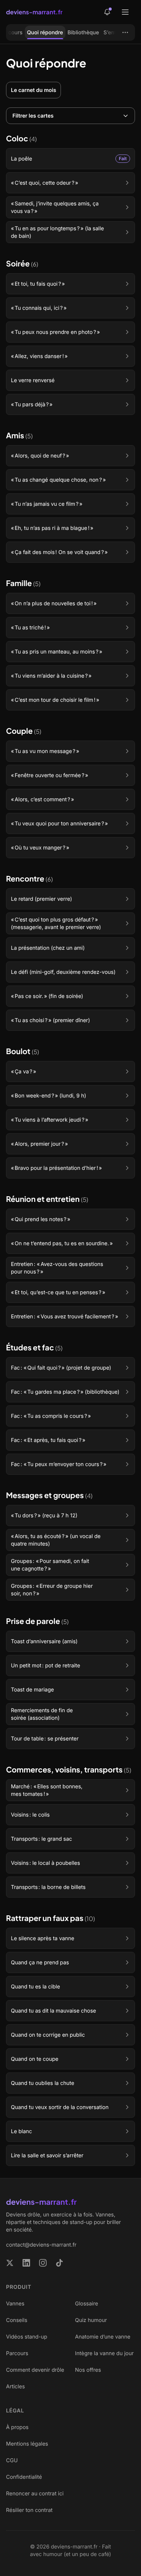 deviens-marrant.fr
ours Quoi répondre Bibliothèque S'e
Quoi répondre
Le carnet du mois
Filtrer les cartes
Coloc (4)
La poêle Fait
« C'est quoi, cette odeur ? »
« Samedi, j'invite quelques amis, ça
vous va ? »
« Tu en as pour longtemps ? » (la salle
de bain)
Soirée (6)
« Et toi, tu fais quoi ? »
« Tu connais qui, ici ? »
« Tu peux nous prendre en photo ? »
« Allez, viens danser ! »
Le verre renversé
« Tu pars déjà ? »
Amis (5)
« Alors, quoi de neuf ? »
« Tu as changé quelque chose, non ? »
« Tu n'as jamais vu ce film ? »
« Eh, tu n'as pas ri à ma blague ! »
« Ça fait des mois ! On se voit quand ? »
Famille (5)
« On n'a plus de nouvelles de toi ! »
« Tu as triché ! »
« Tu as pris un manteau, au moins ? »
« Tu viens m'aider à la cuisine ? »
« C'est mon tour de choisir le film ! »
Couple (5)
« Tu as vu mon message ? »
« Fenêtre ouverte ou fermée ? »
« Alors, c'est comment ? »
« Tu veux quoi pour ton anniversaire ? »
« Où tu veux manger ? »
Rencontre (6)
Le retard (premier verre)
« C'est quoi ton plus gros défaut ? »
(messagerie, avant le premier verre)
La présentation (chez un ami)
Le défi (mini-golf, deuxième rendez-vous)
« Pas ce soir. » (fin de soirée)
« Tu as choisi ? » (premier dîner)
Boulot (5)
« Ça va ? »
« Bon week-end ? » (lundi, 9 h)
« Tu viens à l'afterwork jeudi ? »
« Alors, premier jour ? »
« Bravo pour la présentation d'hier ! »
Réunion et entretien (5)
« Qui prend les notes ? »
« On ne t'entend pas, tu es en sourdine. »
Entretien : « Avez-vous des questions
pour nous ? »
« Et toi, qu'est-ce que tu en penses ? »
Entretien : « Vous avez trouvé facilement ? »
Études et fac (5)
Fac : « Qui fait quoi ? » (projet de groupe)
Fac : « Tu gardes ma place ? » (bibliothèque)
Fac : « Tu as compris le cours ? »
Fac : « Et après, tu fais quoi ? »
Fac : « Tu peux m'envoyer ton cours ? »
Messages et groupes (4)
« Tu dors ? » (reçu à 7 h 12)
« Alors, tu as écouté ? » (un vocal de
quatre minutes)
Groupes : « Pour samedi, on fait
une cagnotte ? »
Groupes : « Erreur de groupe hier
soir, non ? »
Prise de parole (5)
Toast d'anniversaire (amis)
Un petit mot : pot de retraite
Toast de mariage
Remerciements de fin de
soirée (association)
Tour de table : se présenter
Commerces, voisins, transports (5)
Marché : « Elles sont bonnes,
mes tomates ! »
Voisins : le colis
Transports : le grand sac
Voisins : le local à poubelles
Transports : la borne de billets
Rattraper un faux pas (10)
Le silence après ta vanne
Quand ça ne prend pas
Quand tu es la cible
Quand tu as dit la mauvaise chose
Quand on te corrige en public
Quand on te coupe
Quand tu oublies la chute
Quand tu veux sortir de la conversation
Le blanc
Lire la salle et savoir s'arrêter
deviens-marrant.fr
Deviens drôle, un exercice à la fois. Vannes,
répartie et techniques de stand-up pour briller
en société.
contact@deviens-marrant.fr
PRODUIT
Vannes Glossaire
Conseils Quiz humour
Vidéos stand-up Anatomie d'une vanne
Parcours Intègre la vanne du jour
Comment devenir drôle Nos offres
Articles
LÉGAL
À propos
Mentions légales
CGU
Confidentialité
Renoncer au contrat ici
Résilier ton contrat
© 2026 deviens-marrant.fr · Fait
avec humour (et un peu de café)